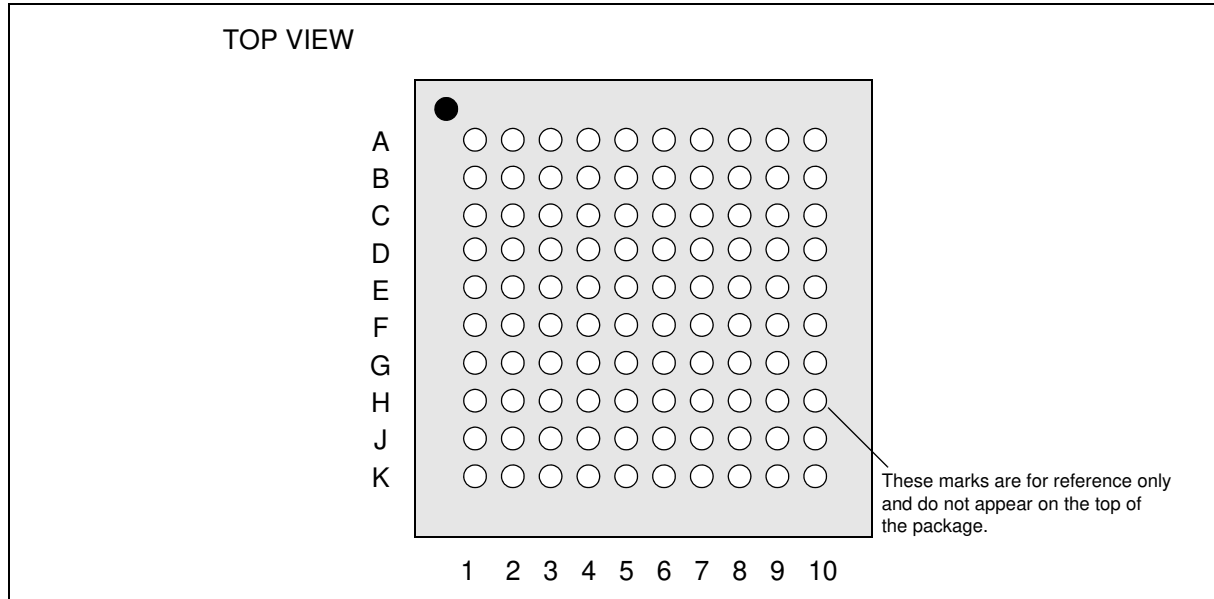 TOP VIEW
A
B
C
D
E
F
G
H
J
K
These marks are for reference only
and do not appear on the top of
the package.
1 2 3 4 5 6 7 8 9 10